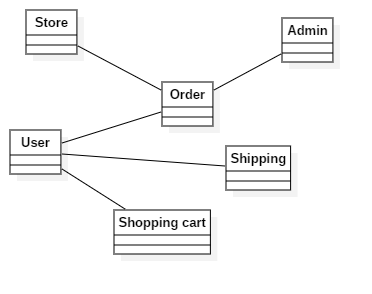 Store
Admin
Order
User
Shipping
Shopping cart